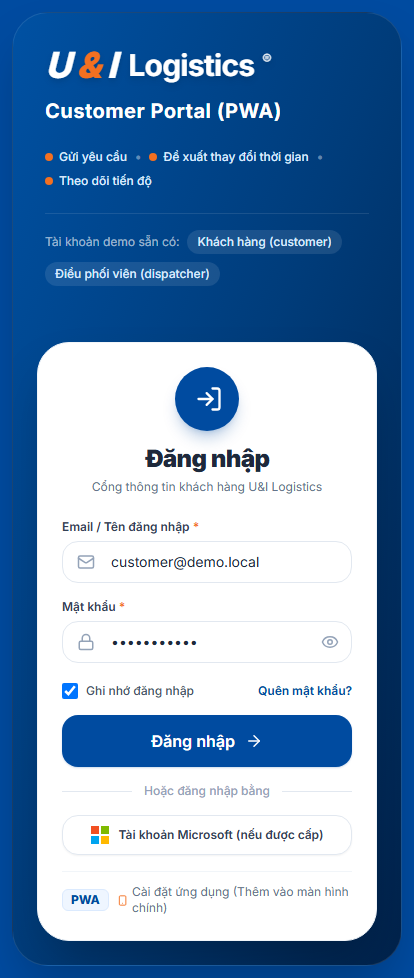 U&I Logistics ®
Customer Portal (PWA)
Gửi yêu cầu • Đề xuất thay đổi thời gian •
Theo dõi tiến độ
Tài khoản demo sẵn có: Khách hàng (customer)
Điều phối viên (dispatcher)
Đăng nhập
Cổng thông tin khách hàng U&I Logistics
Email / Tên đăng nhập *
customer@demo.local
Mật khẩu *
•••••••••••
Ghi nhớ đăng nhập Quên mật khẩu?
Đăng nhập →
Hoặc đăng nhập bằng
Tài khoản Microsoft (nếu được cấp)
PWA Cài đặt ứng dụng (Thêm vào màn hình
chính)